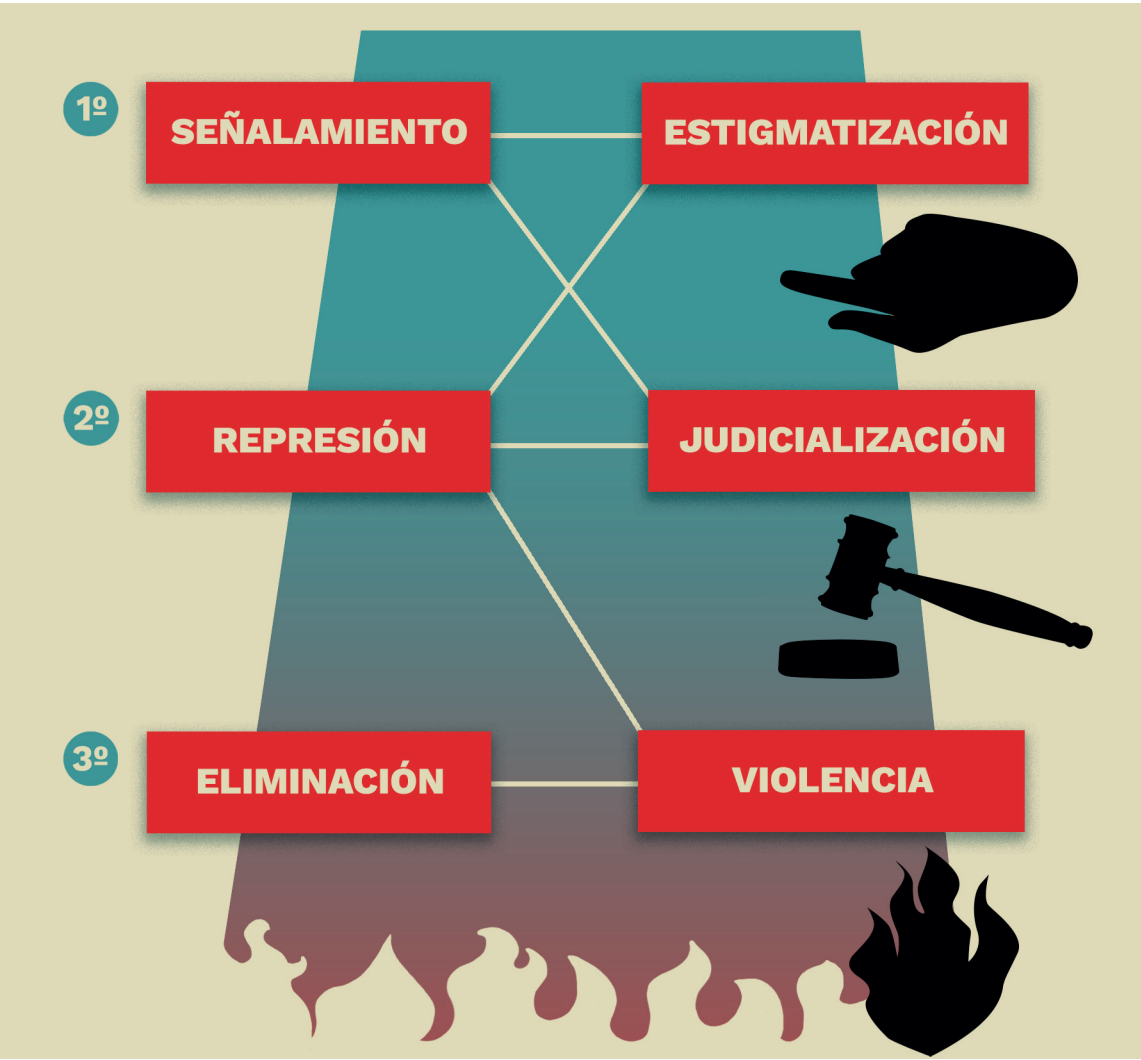 1º
SEÑALAMIENTO
ESTIGMATIZACIÓN
2º
REPRESIÓN
JUDICIALIZACIÓN
3º
ELIMINACIÓN
VIOLENCIA